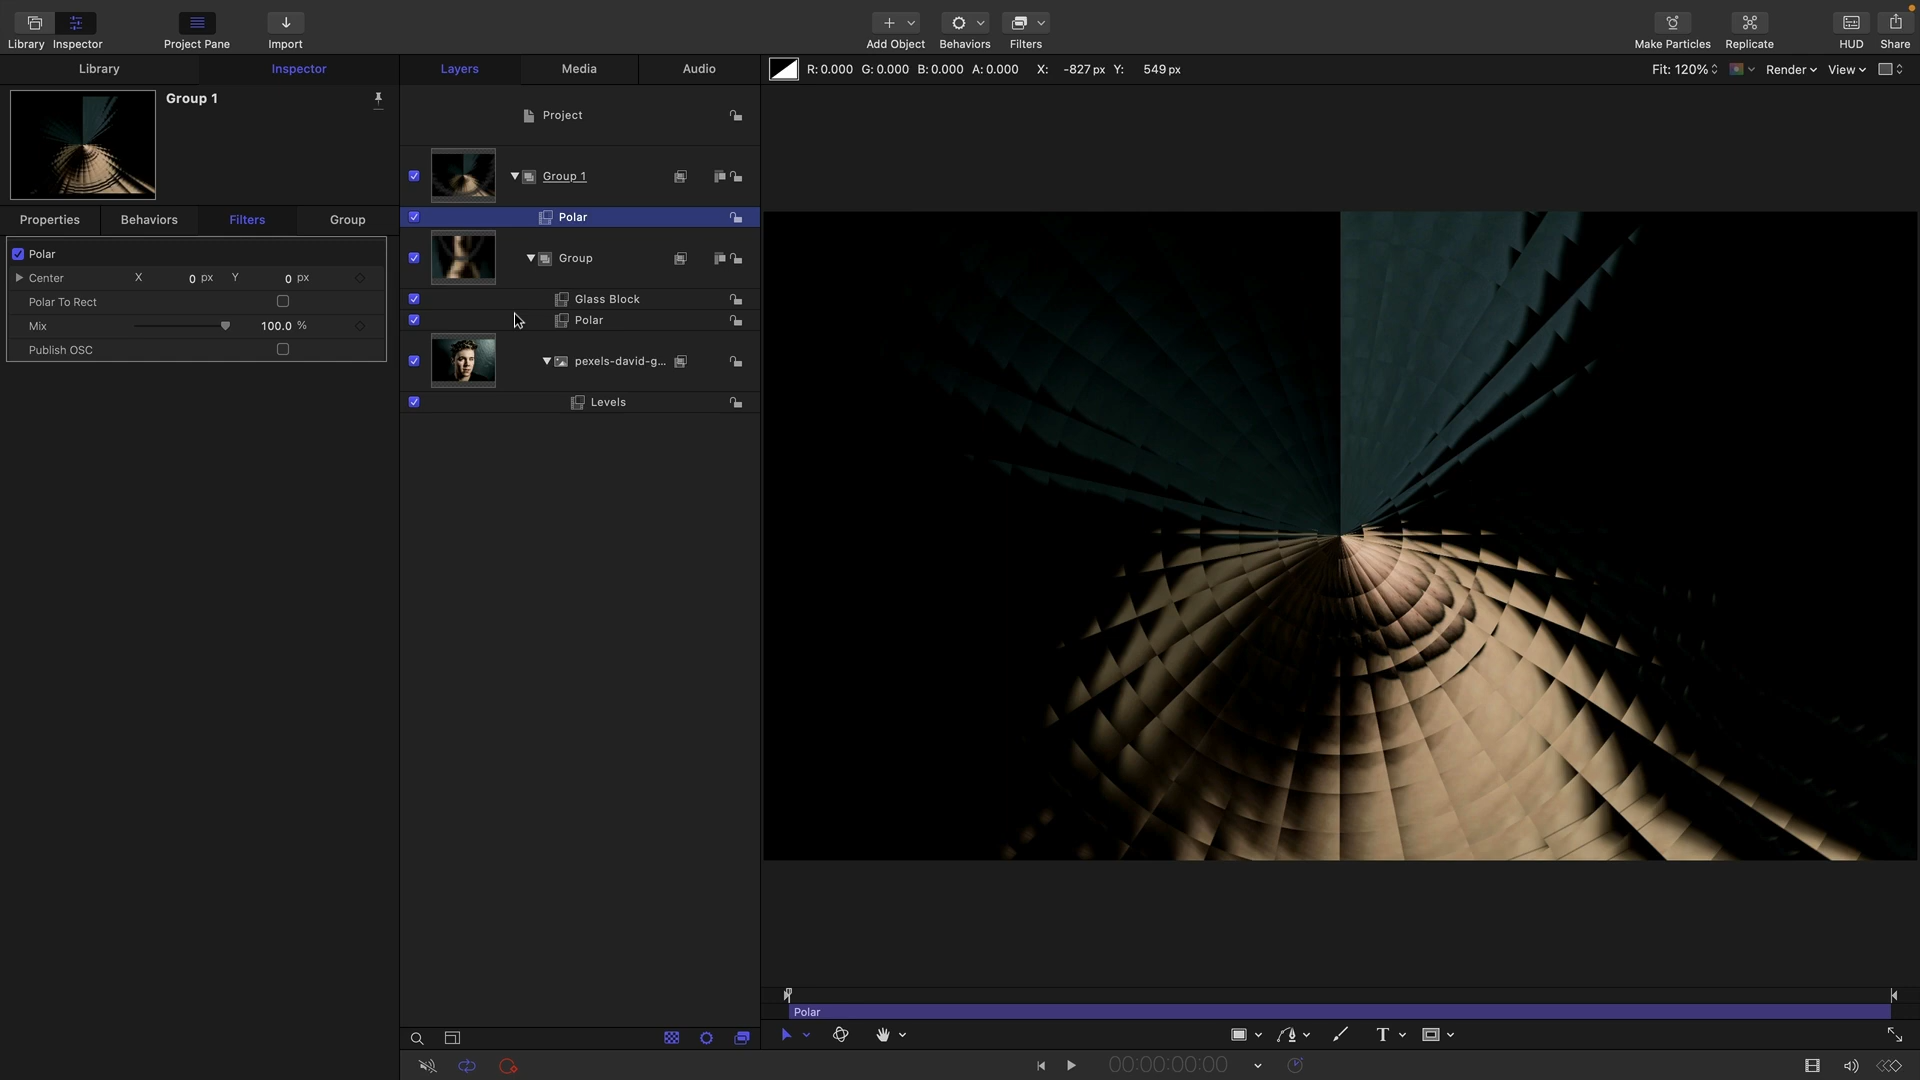 Library Inspector Project Pane Import Add Object Behaviors Filters Make Particles Replicate HUD Share
Library Inspector Layers Media Audio R: 0.000 G: 0.000 B: 0.000 A: 0.000 X: -827 px Y: 549 px Fit: 120% Render View
Group 1
Project
Group 1
Polar
Properties Behaviors Filters Group
Polar
Center X 0 px Y 0 px
Polar To Rect
Mix 100.0 %
Publish OSC
Group
Glass Block
Polar
pexels-david-g...
Levels
Polar
T
00:00:00:00